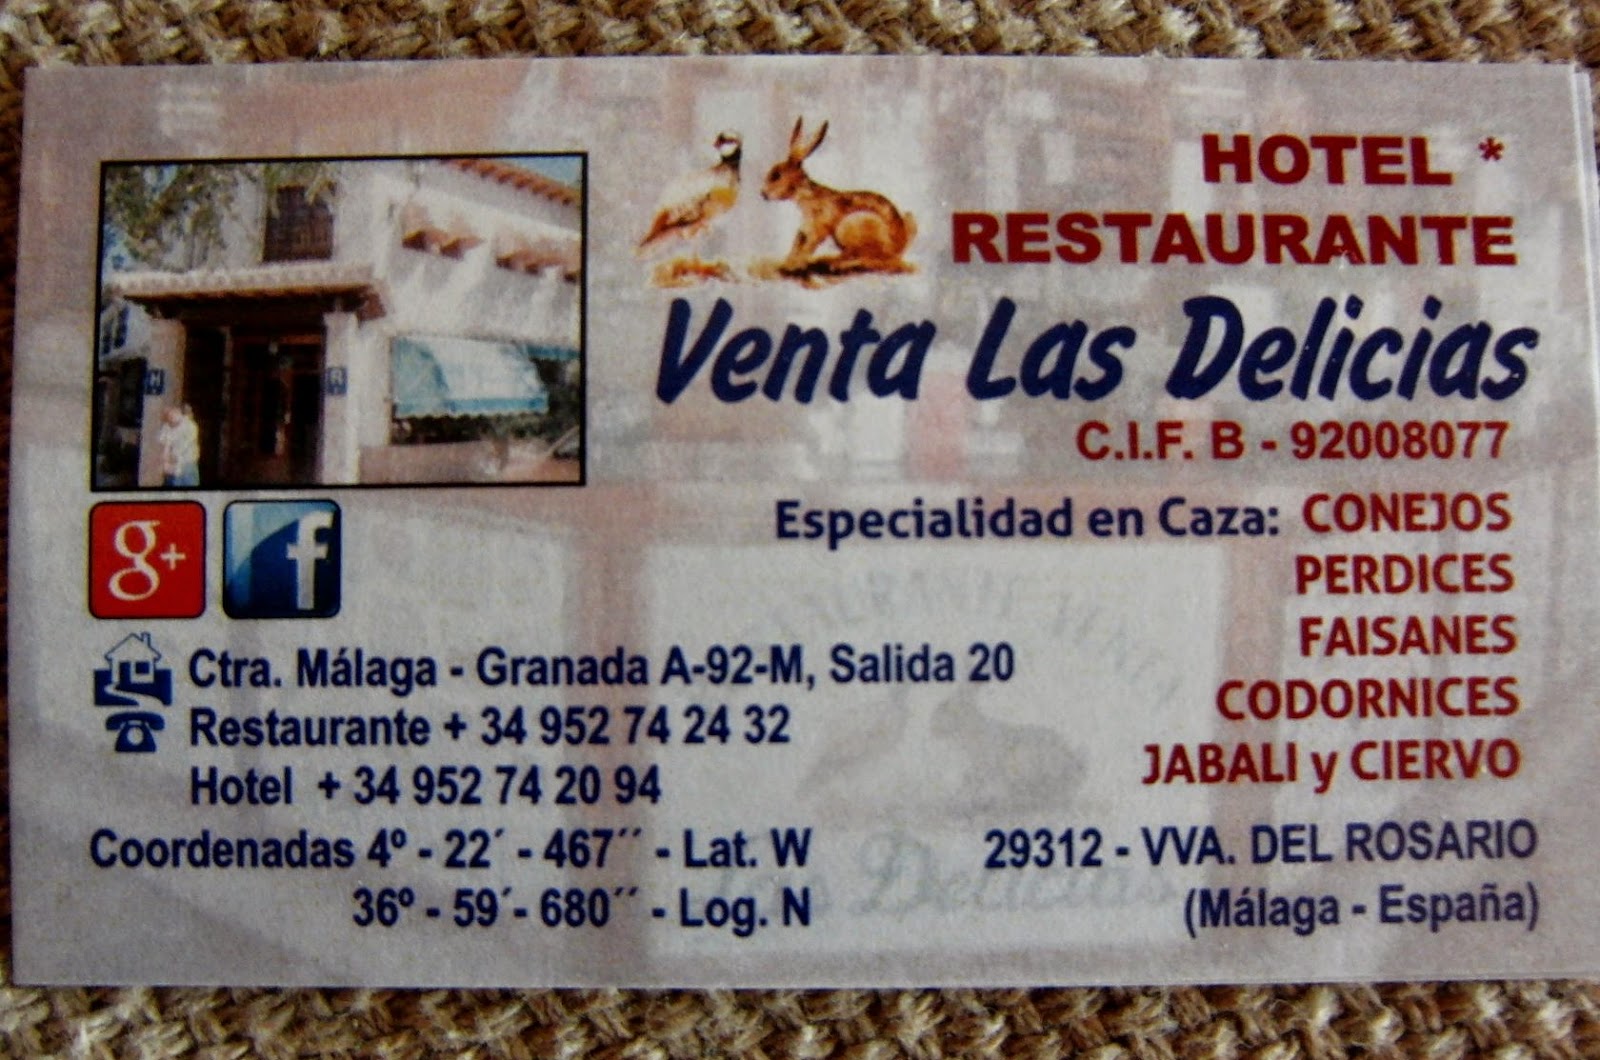 HOTEL *
RESTAURANTE
Venta Las Delicias
C.I.F. B - 92008077
Especialidad en Caza: CONEJOS
PERDICES
FAISANES
CODORNICES
JABALI y CIERVO
g+ f
Ctra. Málaga - Granada A-92-M, Salida 20
Restaurante + 34 952 74 24 32
Hotel + 34 952 74 20 94
Coordenadas 4º - 22´ - 467´´ - Lat. W
36º - 59´- 680´´ - Log. N
29312 - VVA. DEL ROSARIO
(Málaga - España)